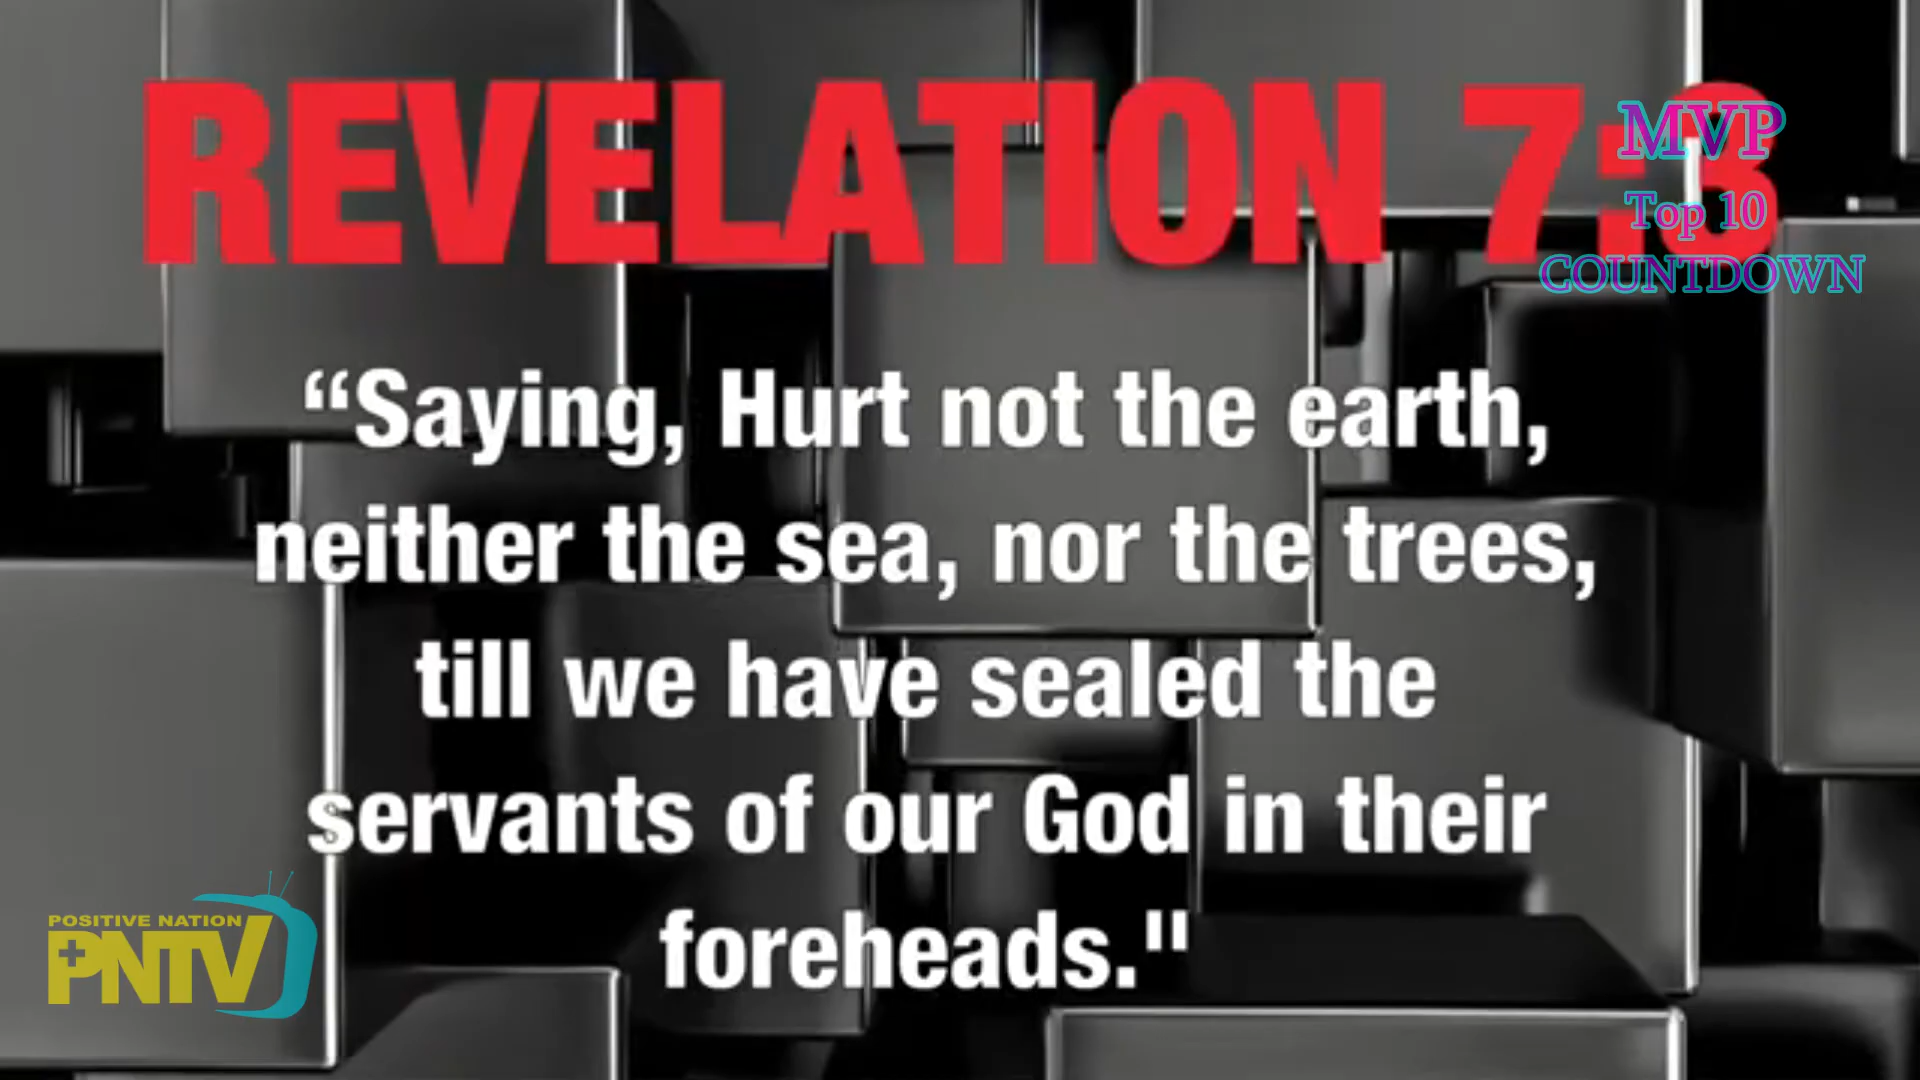 REVELATION 7:3
MVP
Top 10
COUNTDOWN
“Saying, Hurt not the earth,
neither the sea, nor the trees,
till we have sealed the
servants of our God in their
foreheads."
POSITIVE NATION
PNTV